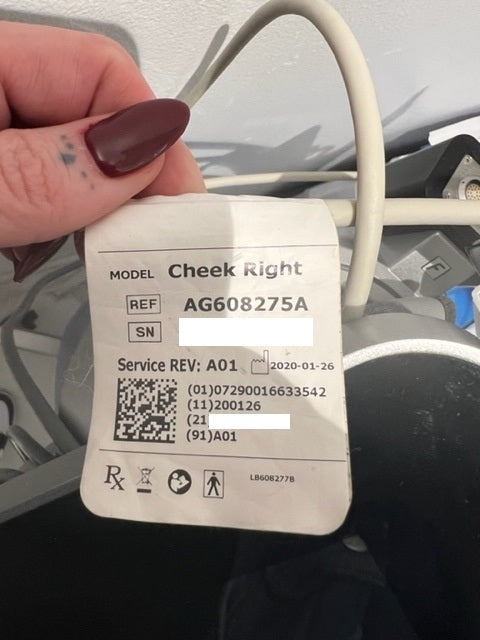 MODEL Cheek Right
REF AG608275A
SN
Service REV: A01 2020-01-26
(01)07290016633542
(11)200126
(21
(91)A01
Rx LB608277B
F